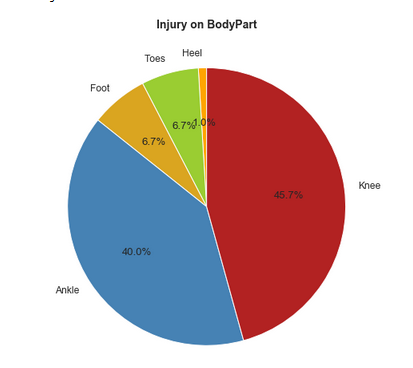 Injury on BodyPart
Heel
Toes
Foot
6.7%
1.0%
6.7%
Knee
45.7%
40.0%
Ankle